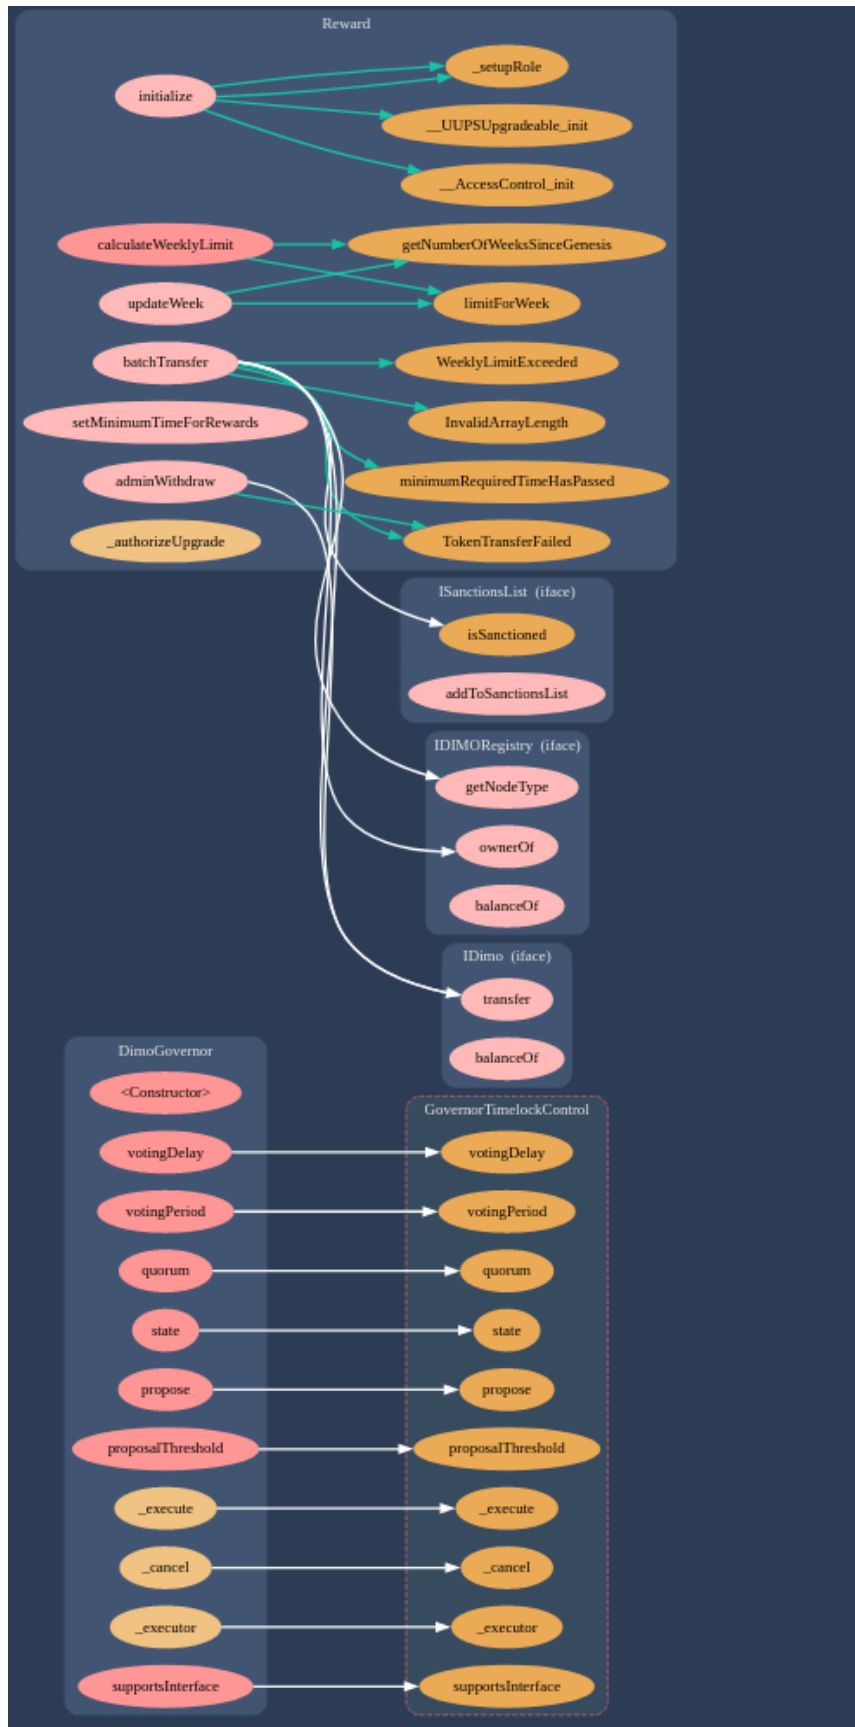 Reward
initialize
_setupRole
__UUPSUpgradeable_init
__AccessControl_init
calculateWeeklyLimit
getNumberOfWeeksSinceGenesis
updateWeek
limitForWeek
batchTransfer
WeeklyLimitExceeded
setMinimumTimeForRewards
InvalidArrayLength
adminWithdraw
minimumRequiredTimeHasPassed
_authorizeUpgrade
TokenTransferFailed
ISanctionsList (iface)
isSanctioned
addToSanctionsList
IDIMORegistry (iface)
getNodeType
ownerOf
balanceOf
IDimo (iface)
transfer
balanceOf
DimoGovernor
<Constructor>
GovernorTimelockControl
votingDelay
votingDelay
votingPeriod
votingPeriod
quorum
quorum
state
state
propose
propose
proposalThreshold
proposalThreshold
_execute
_execute
_cancel
_cancel
_executor
_executor
supportsInterface
supportsInterface